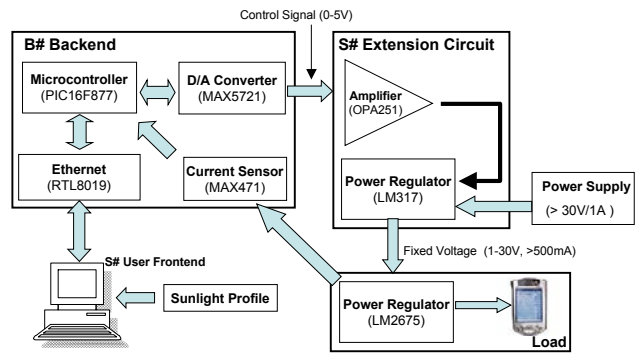 Control Signal (0-5V)
B# Backend
S# Extension Circuit
Microcontroller
(PIC16F877)
D/A Converter
(MAX5721)
Amplifier
(OPA251)
Ethernet
(RTL8019)
Current Sensor
(MAX471)
Power Regulator
(LM317)
Power Supply
(> 30V/1A )
Fixed Voltage (1-30V, >500mA)
S# User Frontend
Sunlight Profile
Power Regulator
(LM2675)
Load